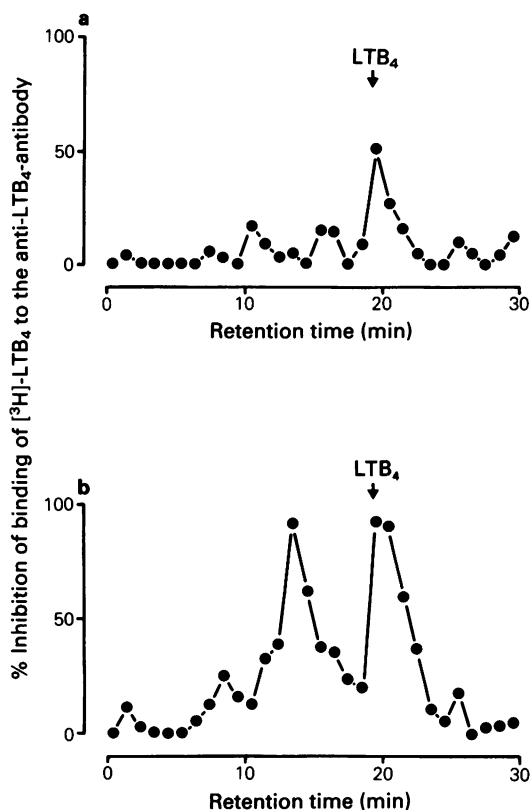 % Inhibition of binding of [³H]-LTB₄ to the anti-LTB₄-antibody
a
LTB₄
100
50
0
0 10 20 30
Retention time (min)
b
LTB₄
100
50
0
0 10 20 30
Retention time (min)